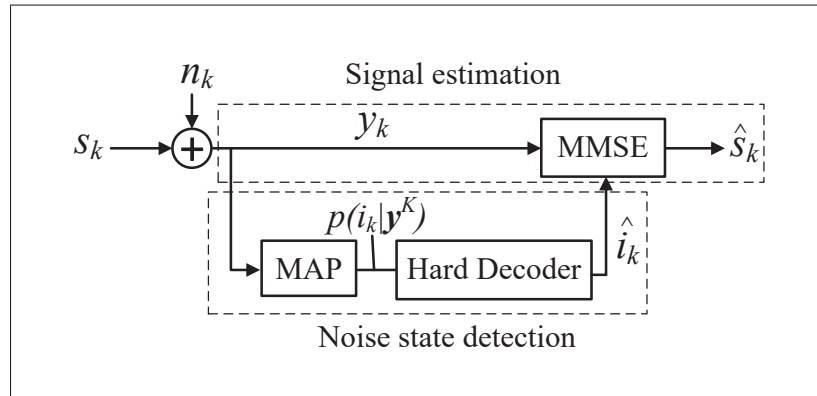 n_k
Signal estimation
s_k
+
y_k
MMSE
ŝ_k
p(i_k|y^K)
î_k
MAP
Hard Decoder
Noise state detection